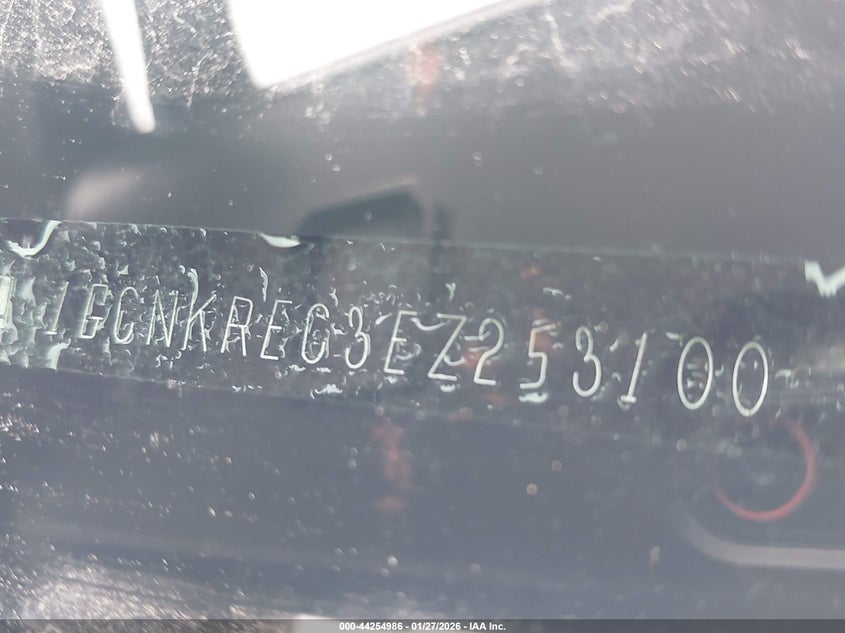 1GCNKREC3EZ253100
000-44254986 - 01/27/2026 - IAA Inc.